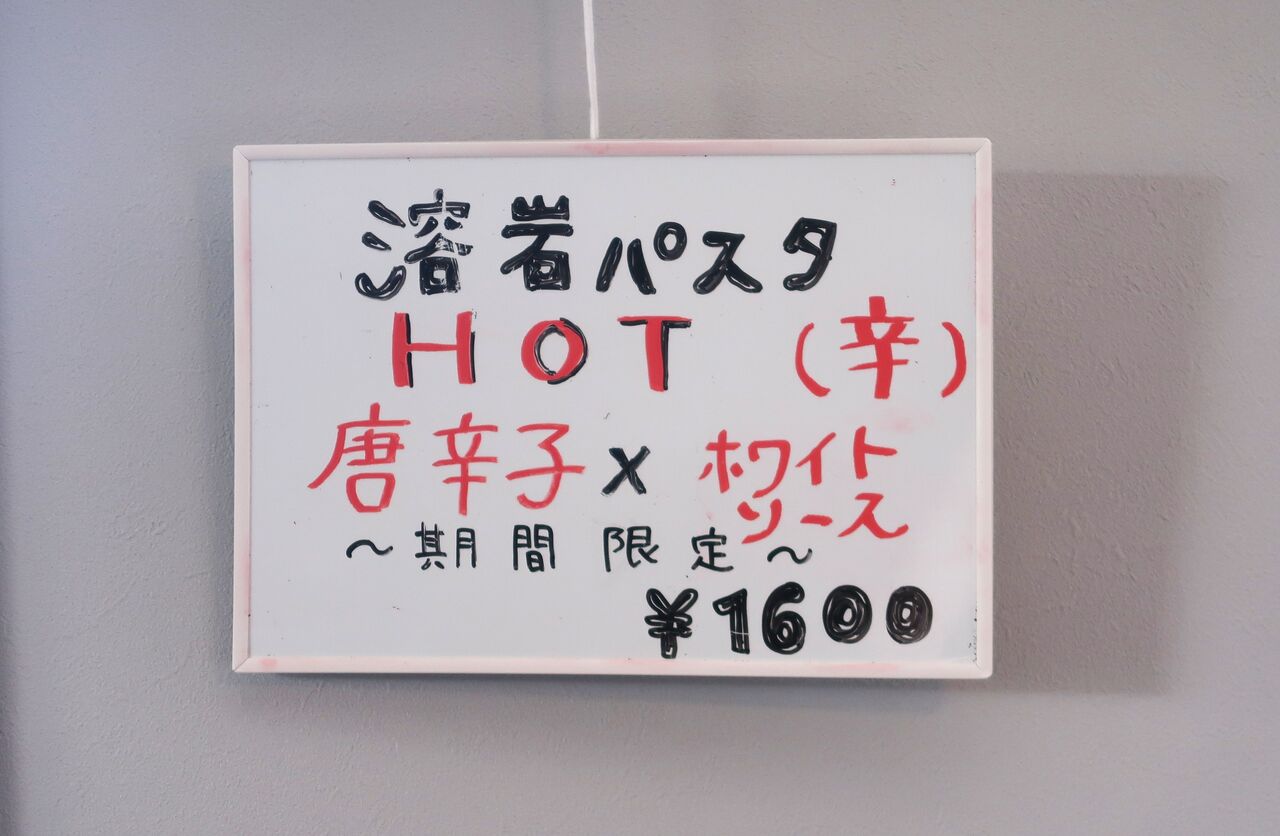 溶岩パスタ
HOT (辛)
唐辛子×ホワイト
ソース
~期間限定~
¥1600